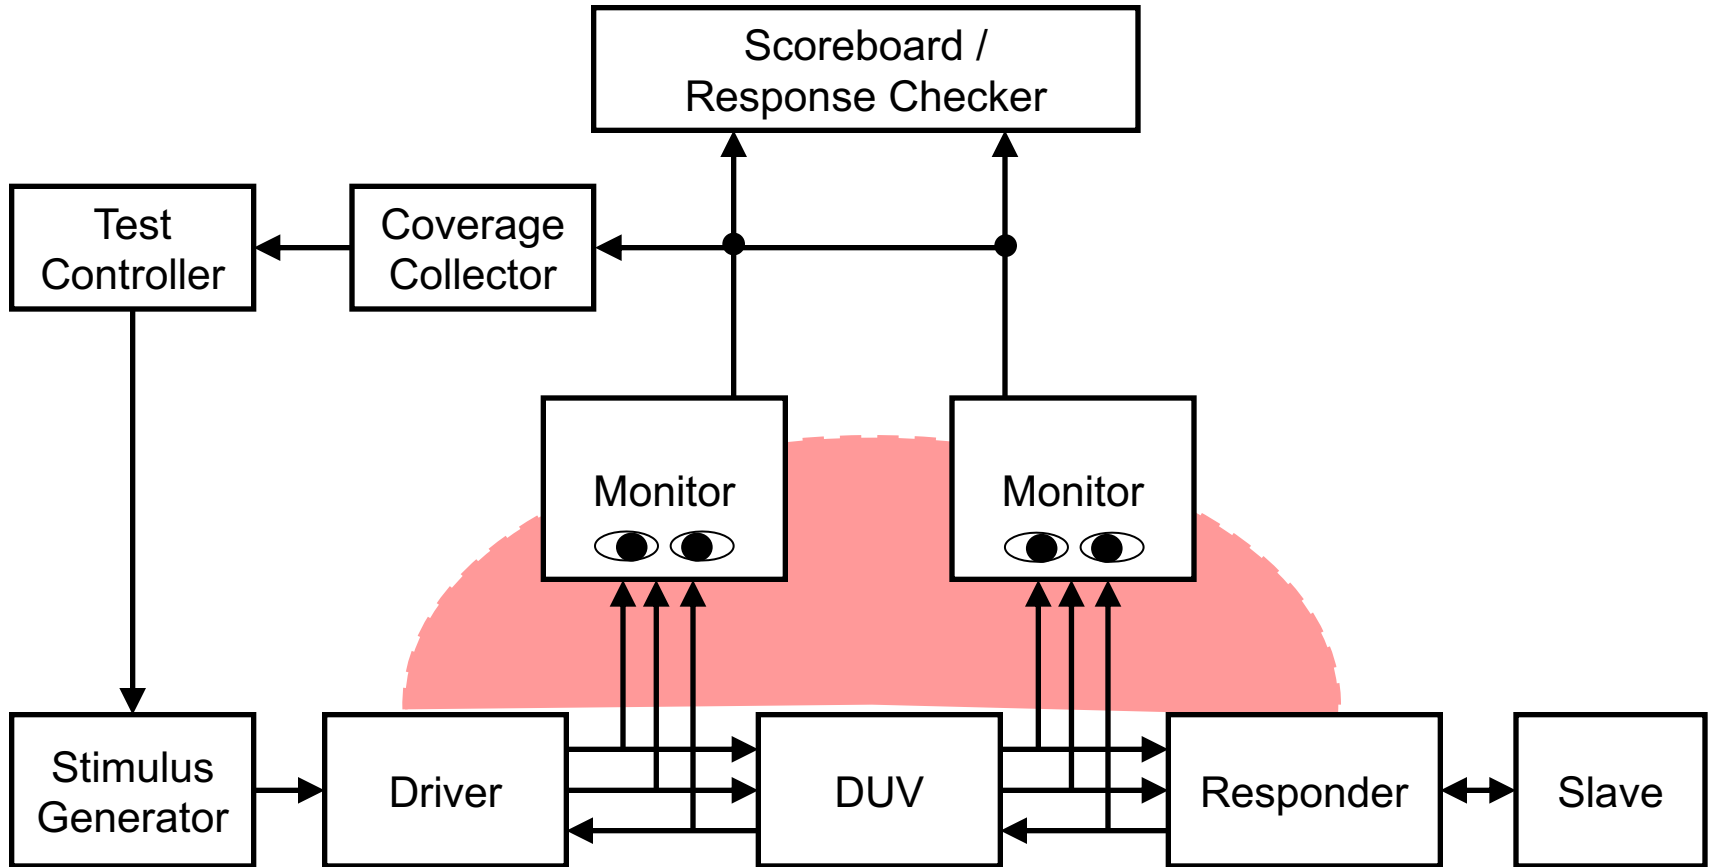 Scoreboard /
Response Checker
Test
Controller
Coverage
Collector
Monitor
Monitor
Stimulus
Generator
Driver
DUV
Responder
Slave